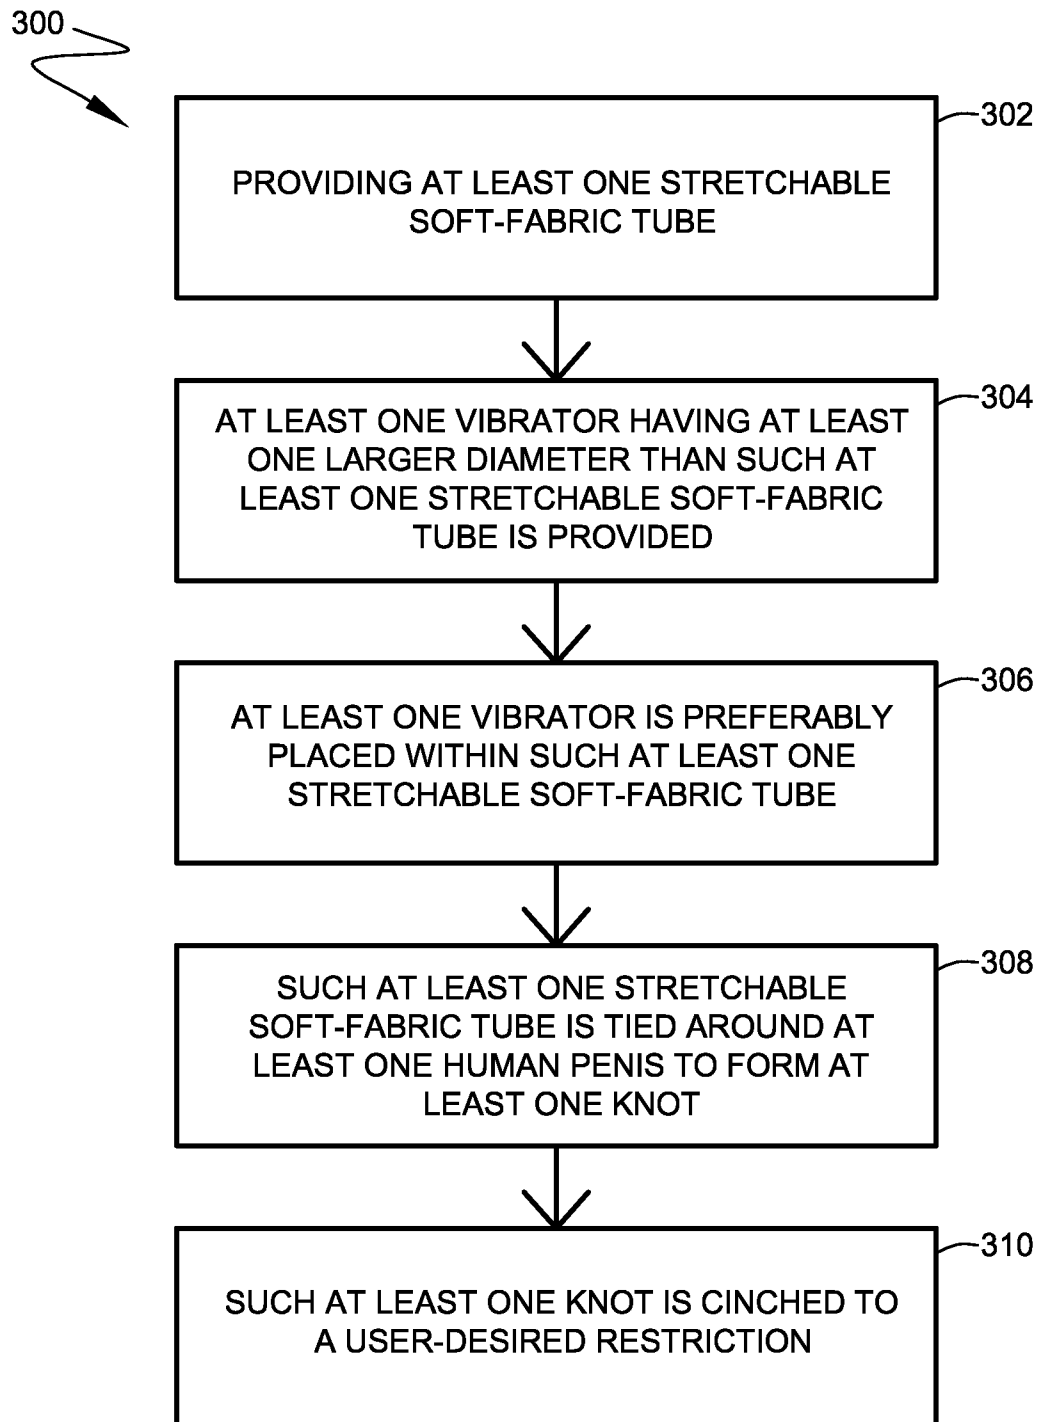 300
302
PROVIDING AT LEAST ONE STRETCHABLE
SOFT-FABRIC TUBE
304
AT LEAST ONE VIBRATOR HAVING AT LEAST
ONE LARGER DIAMETER THAN SUCH AT
LEAST ONE STRETCHABLE SOFT-FABRIC
TUBE IS PROVIDED
306
AT LEAST ONE VIBRATOR IS PREFERABLY
PLACED WITHIN SUCH AT LEAST ONE
STRETCHABLE SOFT-FABRIC TUBE
308
SUCH AT LEAST ONE STRETCHABLE
SOFT-FABRIC TUBE IS TIED AROUND AT
LEAST ONE HUMAN PENIS TO FORM AT
LEAST ONE KNOT
310
SUCH AT LEAST ONE KNOT IS CINCHED TO
A USER-DESIRED RESTRICTION